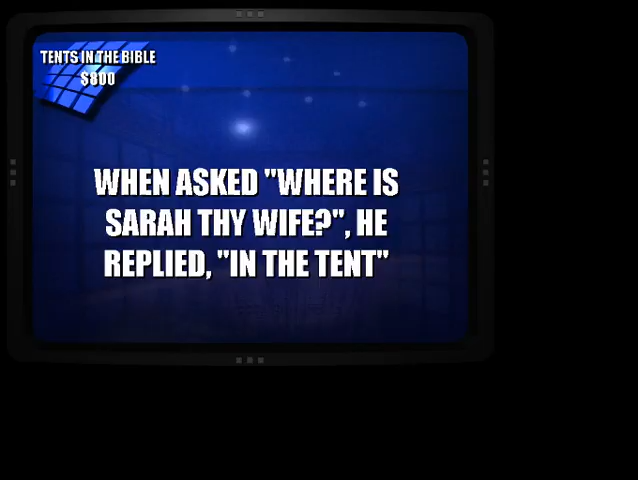 TENTS IN THE BIBLE
$800
WHEN ASKED "WHERE IS
SARAH THY WIFE?", HE
REPLIED, "IN THE TENT"